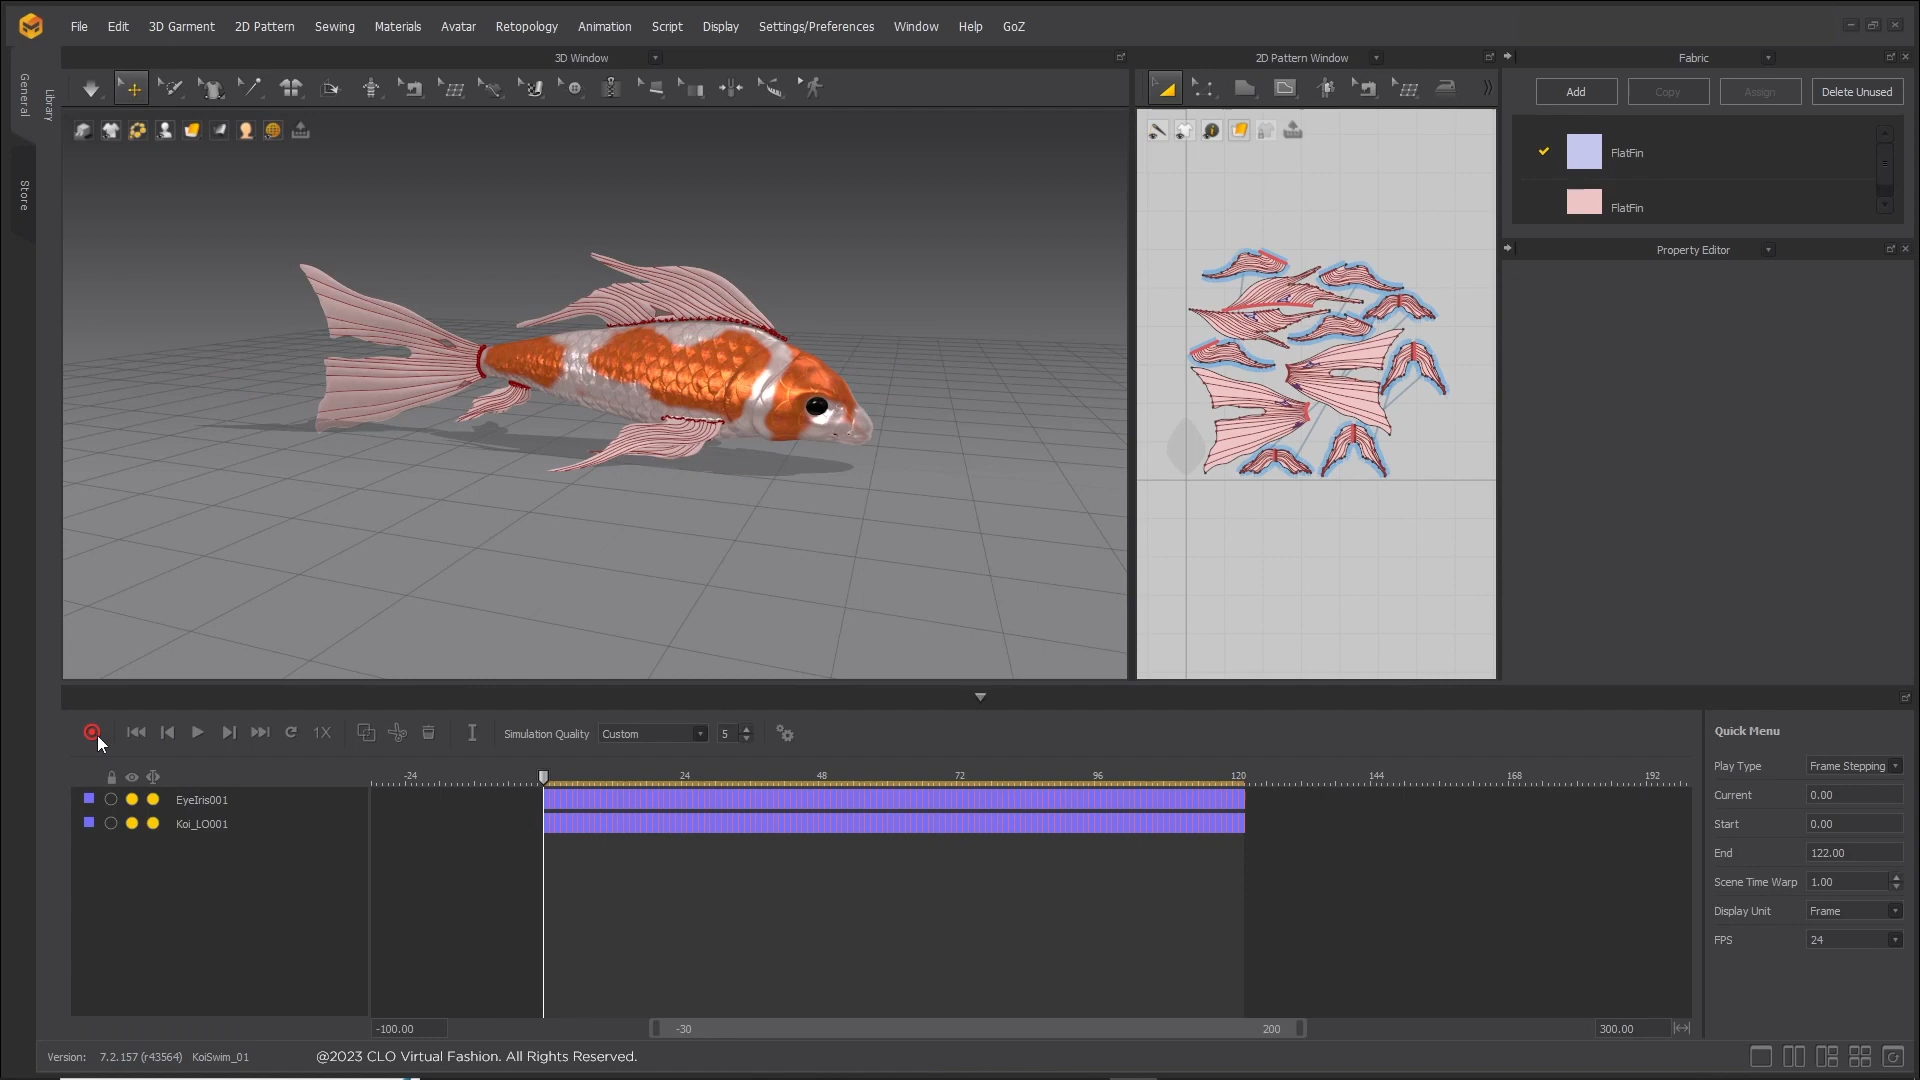 File Edit 3D Garment 2D Pattern Sewing Materials Avatar Retopology Animation Script Display Settings/Preferences Window Help GoZ
General
Library
Store
3D Window
2D Pattern Window
Fabric
Add Copy Assign Delete Unused
FlatFin
FlatFin
Property Editor
1X Simulation Quality Custom 5
-24 24 48 72 96 120 144 168 192
EyeIris001
Koi_LO001
-100.00 -30 200 300.00
Quick Menu
Play Type Frame Stepping
Current 0.00
Start 0.00
End 122.00
Scene Time Warp 1.00
Display Unit Frame
FPS 24
Version: 7.2.157 (r43564) KoiSwim_01 @2023 CLO Virtual Fashion. All Rights Reserved.